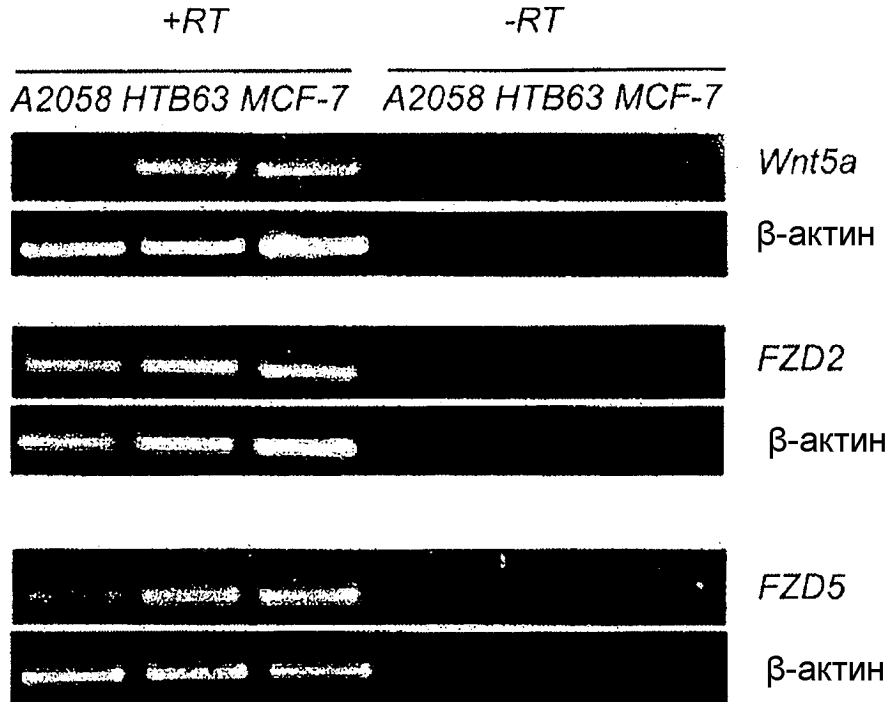 +RT -RT
A2058 HTB63 MCF-7 A2058 HTB63 MCF-7
Wnt5a
β-актин
FZD2
β-актин
FZD5
β-актин